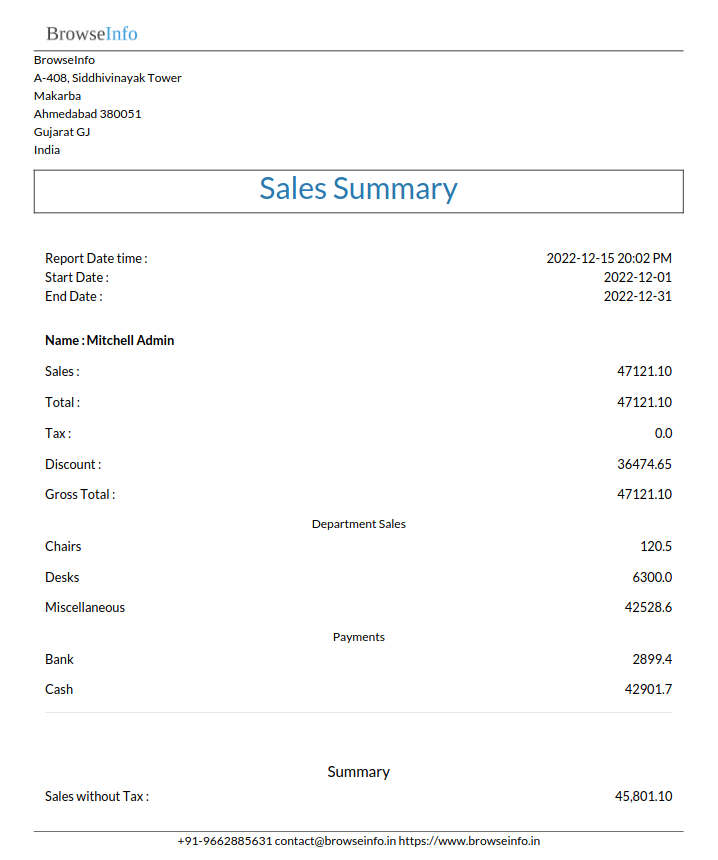 BrowseInfo
BrowseInfo
A-408, Siddhivinayak Tower
Makarba
Ahmedabad 380051
Gujarat GJ
India
Sales Summary
Report Date time : 2022-12-15 20:02 PM
Start Date : 2022-12-01
End Date : 2022-12-31
Name : Mitchell Admin
Sales : 47121.10
Total : 47121.10
Tax : 0.0
Discount : 36474.65
Gross Total : 47121.10
Department Sales
Chairs 120.5
Desks 6300.0
Miscellaneous 42528.6
Payments
Bank 2899.4
Cash 42901.7
Summary
Sales without Tax : 45,801.10
+91-9662885631 contact@browseinfo.in https://www.browseinfo.in